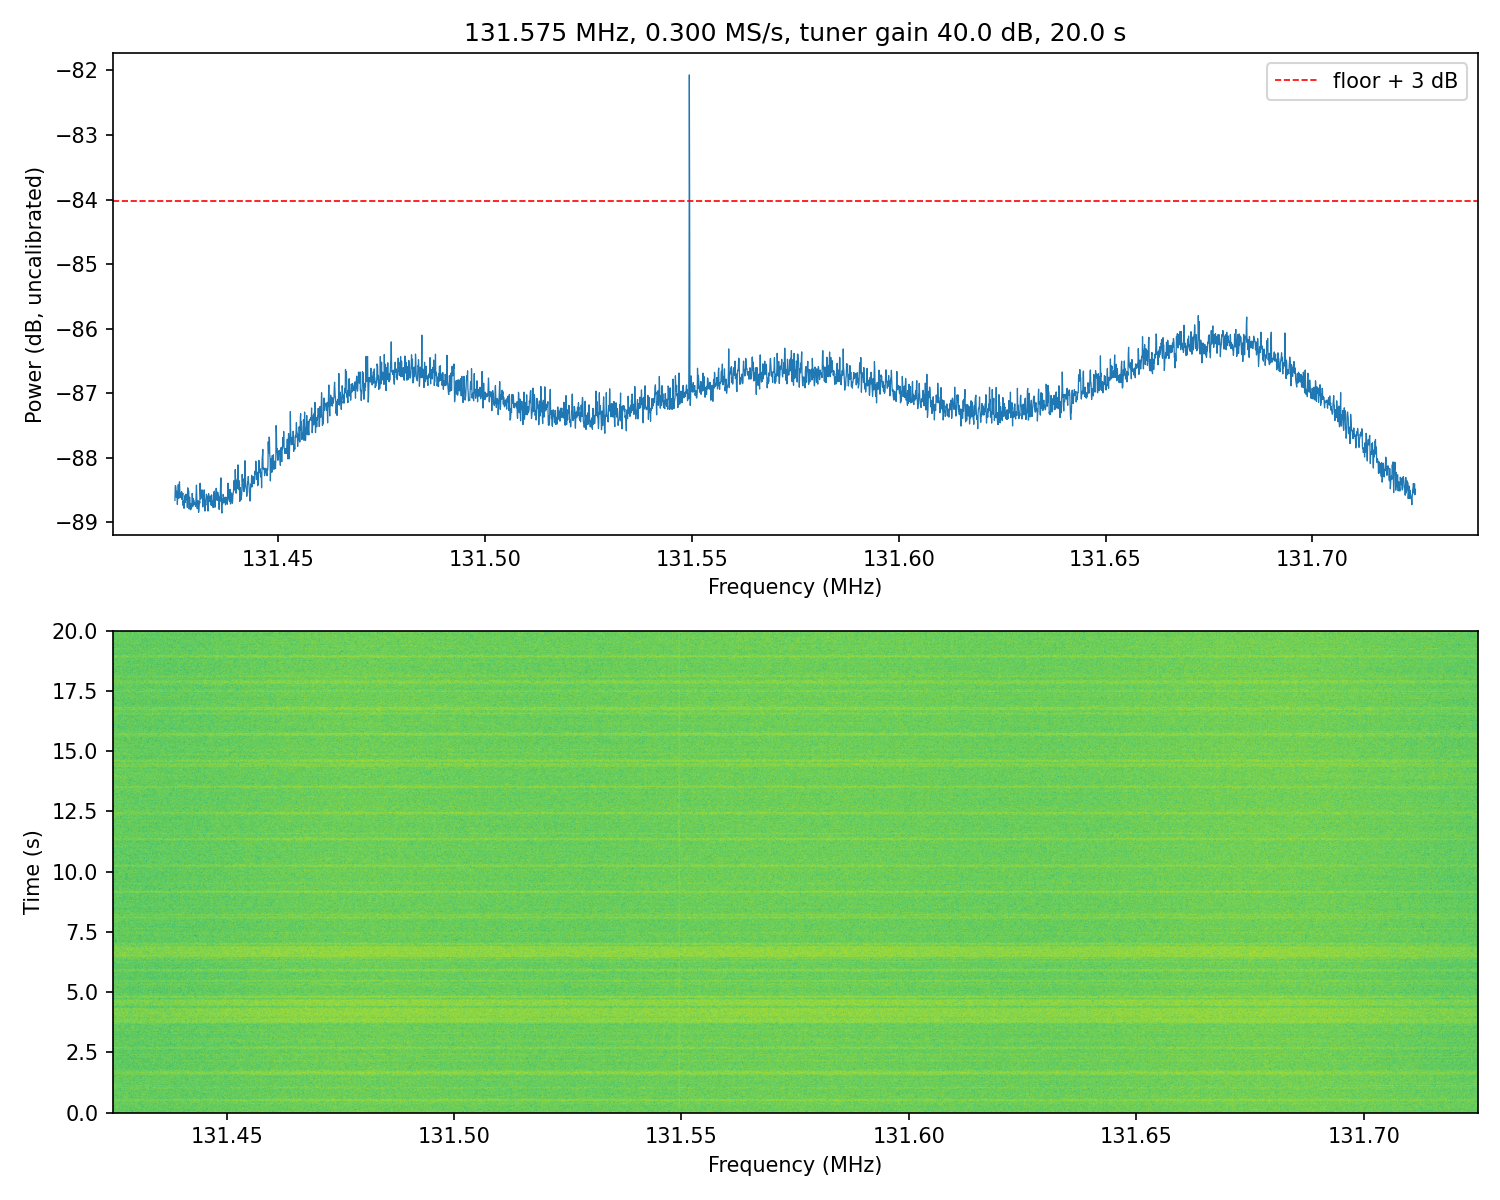 131.575 MHz, 0.300 MS/s, tuner gain 40.0 dB, 20.0 s
floor + 3 dB
Power (dB, uncalibrated)
−82
−83
−84
−85
−86
−87
−88
−89
131.45 131.50 131.55 131.60 131.65 131.70
Frequency (MHz)
Time (s)
20.0
17.5
15.0
12.5
10.0
7.5
5.0
2.5
0.0
131.45 131.50 131.55 131.60 131.65 131.70
Frequency (MHz)